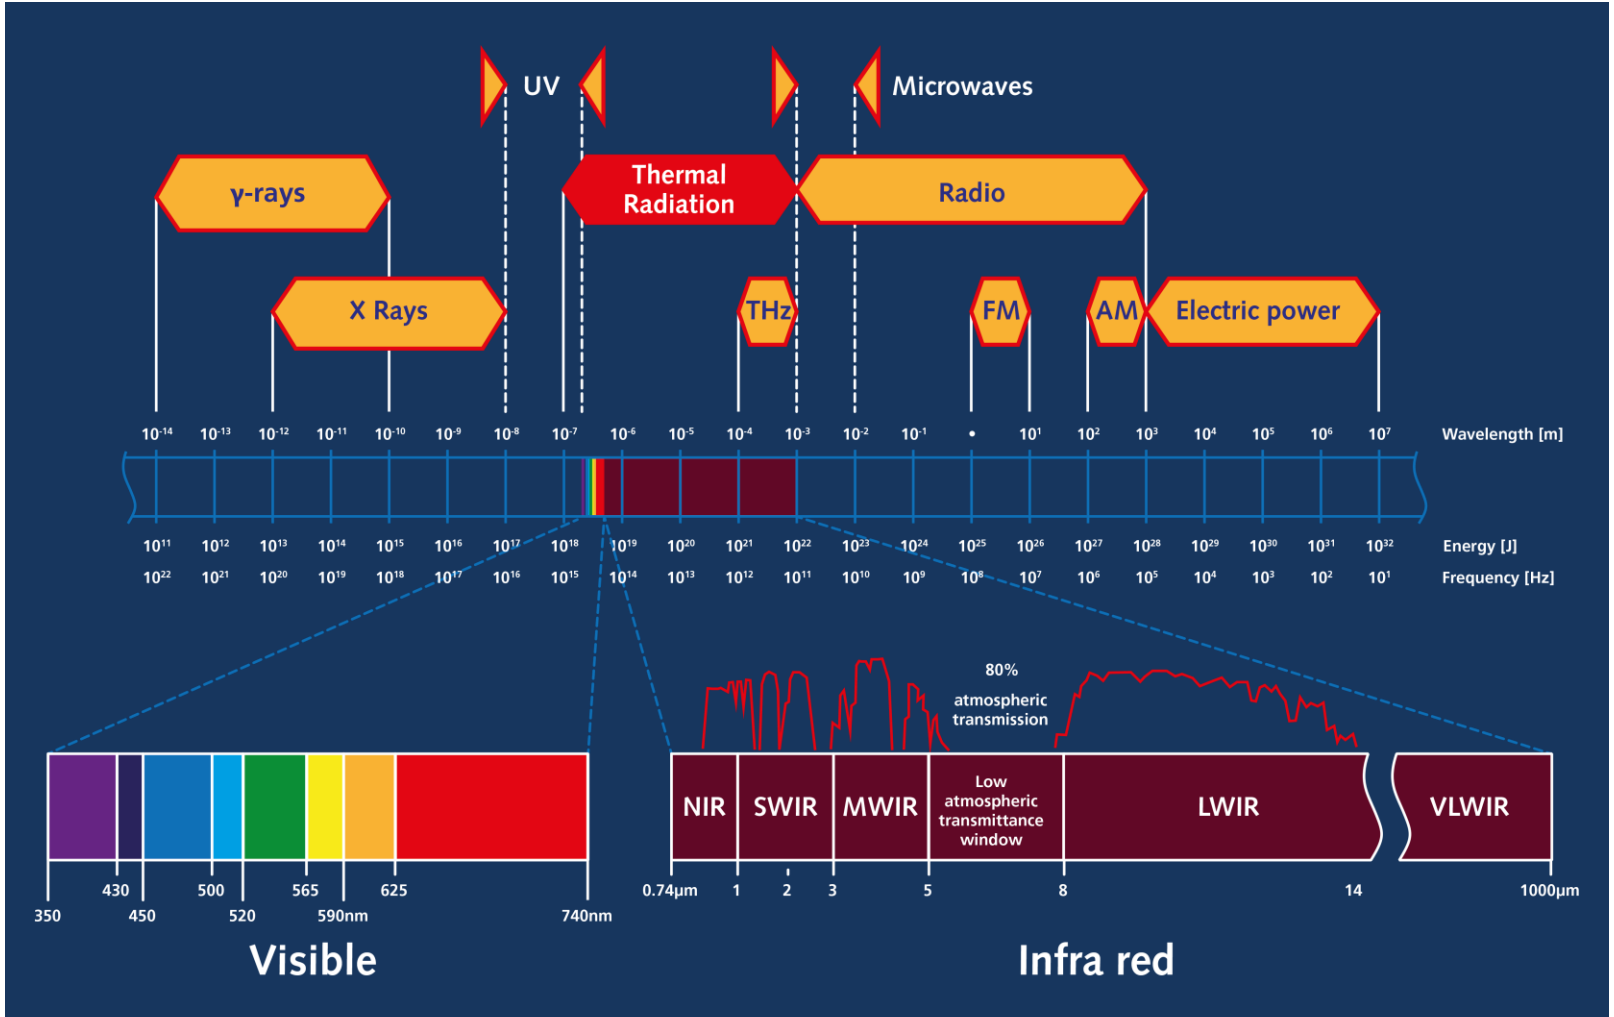 UV
Microwaves
γ-rays
Thermal
Radiation
Radio
X Rays
THz
FM
AM
Electric power
10⁻¹⁴ 10⁻¹³ 10⁻¹² 10⁻¹¹ 10⁻¹⁰ 10⁻⁹ 10⁻⁸ 10⁻⁷ 10⁻⁶ 10⁻⁵ 10⁻⁴ 10⁻³ 10⁻² 10⁻¹ • 10¹ 10² 10³ 10⁴ 10⁵ 10⁶ 10⁷ Wavelength [m]
10¹¹ 10¹² 10¹³ 10¹⁴ 10¹⁵ 10¹⁶ 10¹⁷ 10¹⁸ 10¹⁹ 10²⁰ 10²¹ 10²² 10²³ 10²⁴ 10²⁵ 10²⁶ 10²⁷ 10²⁸ 10²⁹ 10³⁰ 10³¹ 10³² Energy [J]
10²² 10²¹ 10²⁰ 10¹⁹ 10¹⁸ 10¹⁷ 10¹⁶ 10¹⁵ 10¹⁴ 10¹³ 10¹² 10¹¹ 10¹⁰ 10⁹ 10⁸ 10⁷ 10⁶ 10⁵ 10⁴ 10³ 10² 10¹ Frequency [Hz]
80%
atmospheric
transmission
NIR
SWIR
MWIR
Low
atmospheric
transmittance
window
LWIR
VLWIR
430 500 565 625
350 450 520 590nm 740nm
0.74µm 1 2 3 5 8 14 1000µm
Visible
Infra red